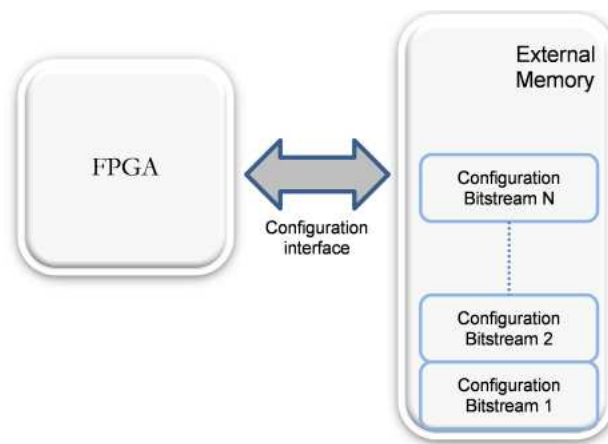 External
Memory
FPGA
Configuration
interface
Configuration
Bitstream N
Configuration
Bitstream 2
Configuration
Bitstream 1